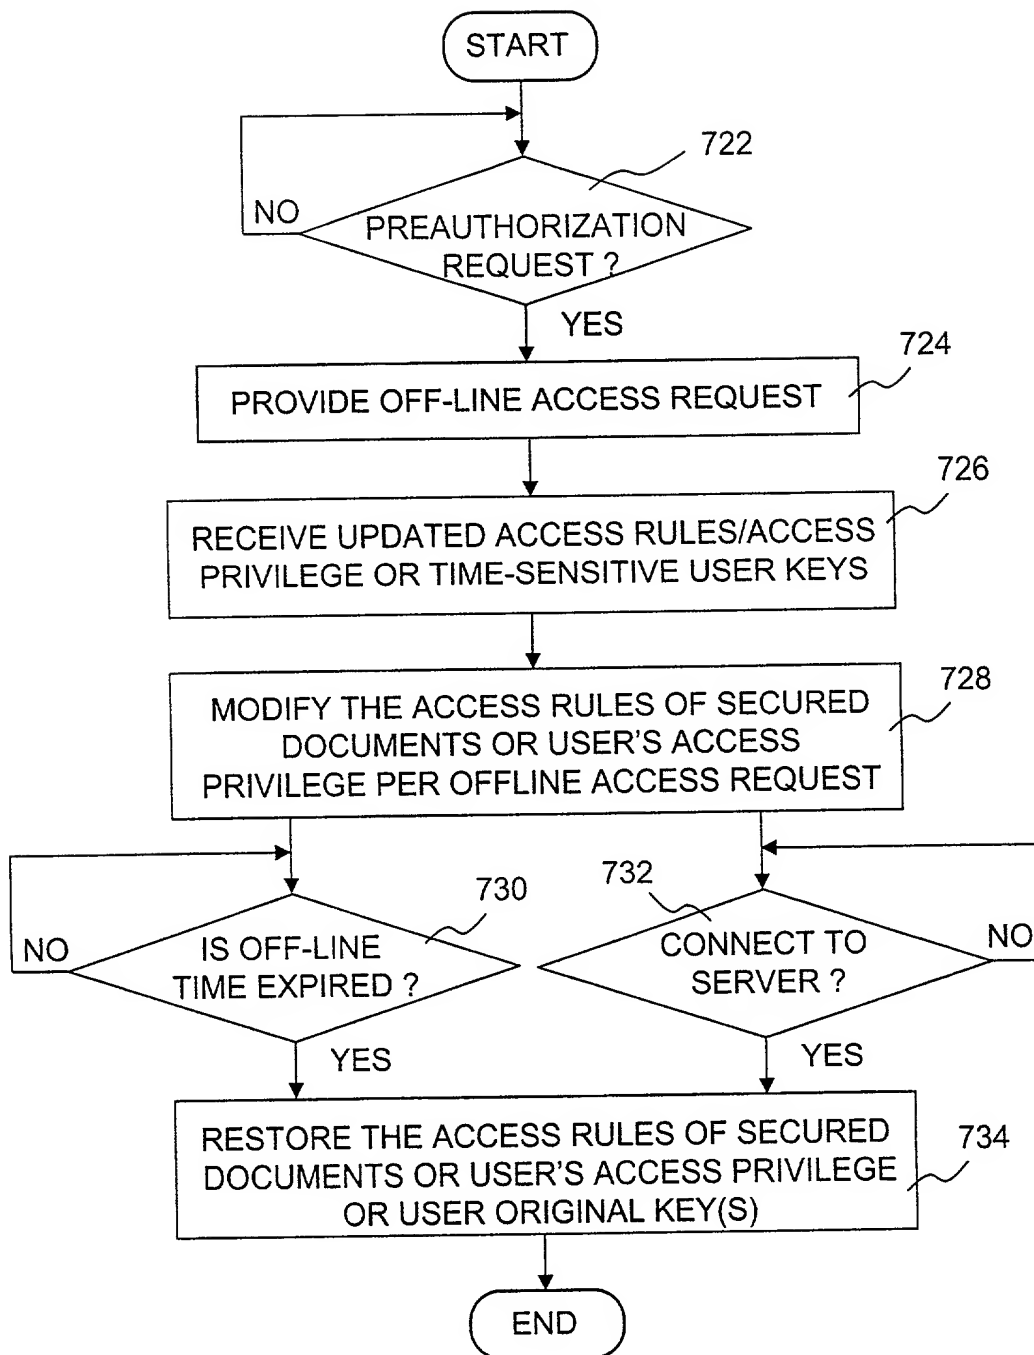 START
722
NO
PREAUTHORIZATION
REQUEST ?
YES
724
PROVIDE OFF-LINE ACCESS REQUEST
726
RECEIVE UPDATED ACCESS RULES/ACCESS
PRIVILEGE OR TIME-SENSITIVE USER KEYS
728
MODIFY THE ACCESS RULES OF SECURED
DOCUMENTS OR USER'S ACCESS
PRIVILEGE PER OFFLINE ACCESS REQUEST
730
NO
IS OFF-LINE
TIME EXPIRED ?
YES
732
CONNECT TO
SERVER ?
NO
YES
RESTORE THE ACCESS RULES OF SECURED
DOCUMENTS OR USER'S ACCESS PRIVILEGE
OR USER ORIGINAL KEY(S)
734
END